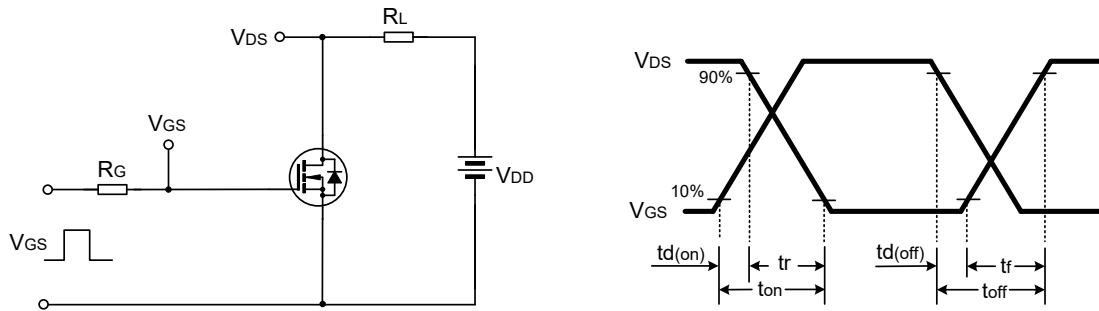 RL
VDS
VGS
RG
VDD
VGS
VDS
90%
10%
VGS
td(on)
tr
td(off)
tf
ton
toff